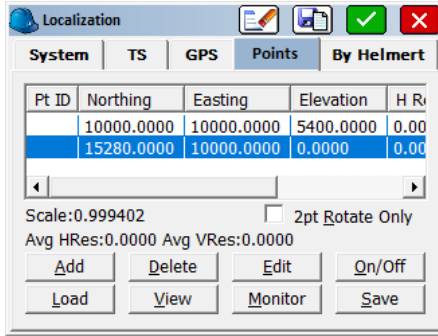 Localization
System TS GPS Points By Helmert
Pt ID Northing Easting Elevation H Re
10000.0000 10000.0000 5400.0000 0.00
15280.0000 10000.0000 0.0000 0.00
Scale:0.999402 2pt Rotate Only
Avg HRes:0.0000 Avg VRes:0.0000
Add Delete Edit On/Off
Load View Monitor Save